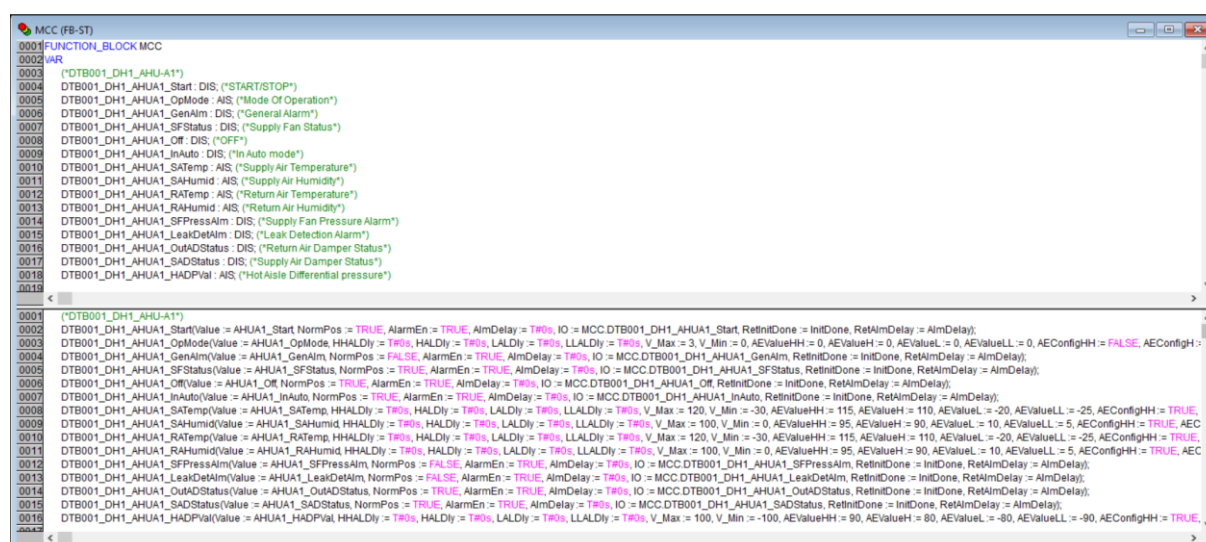 MCC (FB-ST)
0001 FUNCTION_BLOCK MCC
0002 VAR
0003 (*DTB001_DH1_AHU-A1*)
0004 DTB001_DH1_AHUA1_Start : DIS; (*START/STOP*)
0005 DTB001_DH1_AHUA1_OpMode : AIS; (*Mode Of Operation*)
0006 DTB001_DH1_AHUA1_GenAlm : DIS; (*General Alarm*)
0007 DTB001_DH1_AHUA1_SFStatus : DIS; (*Supply Fan Status*)
0008 DTB001_DH1_AHUA1_Off : DIS; (*OFF*)
0009 DTB001_DH1_AHUA1_InAuto : DIS; (*In Auto mode*)
0010 DTB001_DH1_AHUA1_SATemp : AIS; (*Supply Air Temperature*)
0011 DTB001_DH1_AHUA1_SAHumid : AIS; (*Supply Air Humidity*)
0012 DTB001_DH1_AHUA1_RATemp : AIS; (*Return Air Temperature*)
0013 DTB001_DH1_AHUA1_RAHumid : AIS; (*Return Air Humidity*)
0014 DTB001_DH1_AHUA1_SFPressAlm : DIS; (*Supply Fan Pressure Alarm*)
0015 DTB001_DH1_AHUA1_LeakDetAlm : DIS; (*Leak Detection Alarm*)
0016 DTB001_DH1_AHUA1_OutADStatus : DIS; (*Return Air Damper Status*)
0017 DTB001_DH1_AHUA1_SADStatus : DIS; (*Supply Air Damper Status*)
0018 DTB001_DH1_AHUA1_HADPVal : AIS; (*Hot Aisle Differential pressure*)
0019
0001 (*DTB001_DH1_AHU-A1*)
0002 DTB001_DH1_AHUA1_Start(Value := AHUA1_Start, NormPos := TRUE, AlarmEn := TRUE, AlmDelay := T#0s, IO := MCC.DTB001_DH1_AHUA1_Start, RetInitDone := InitDone, RetAlmDelay := AlmDelay);
0003 DTB001_DH1_AHUA1_OpMode(Value := AHUA1_OpMode, HHALDly := T#0s, HALDly := T#0s, LALDly := T#0s, LLALDly := T#0s, V_Max := 3, V_Min := 0, AEValueHH := 0, AEValueH := 0, AEValueL := 0, AEValueLL := 0, AEConfigHH := FALSE, AEConfigH :=
0004 DTB001_DH1_AHUA1_GenAlm(Value := AHUA1_GenAlm, NormPos := FALSE, AlarmEn := TRUE, AlmDelay := T#0s, IO := MCC.DTB001_DH1_AHUA1_GenAlm, RetInitDone := InitDone, RetAlmDelay := AlmDelay);
0005 DTB001_DH1_AHUA1_SFStatus(Value := AHUA1_SFStatus, NormPos := TRUE, AlarmEn := TRUE, AlmDelay := T#0s, IO := MCC.DTB001_DH1_AHUA1_SFStatus, RetInitDone := InitDone, RetAlmDelay := AlmDelay);
0006 DTB001_DH1_AHUA1_Off(Value := AHUA1_Off, NormPos := TRUE, AlarmEn := TRUE, AlmDelay := T#0s, IO := MCC.DTB001_DH1_AHUA1_Off, RetInitDone := InitDone, RetAlmDelay := AlmDelay);
0007 DTB001_DH1_AHUA1_InAuto(Value := AHUA1_InAuto, NormPos := TRUE, AlarmEn := TRUE, AlmDelay := T#0s, IO := MCC.DTB001_DH1_AHUA1_InAuto, RetInitDone := InitDone, RetAlmDelay := AlmDelay);
0008 DTB001_DH1_AHUA1_SATemp(Value := AHUA1_SATemp, HHALDly := T#0s, HALDly := T#0s, LALDly := T#0s, LLALDly := T#0s, V_Max := 120, V_Min := -30, AEValueHH := 115, AEValueH := 110, AEValueL := -20, AEValueLL := -25, AEConfigHH := TRUE,
0009 DTB001_DH1_AHUA1_SAHumid(Value := AHUA1_SAHumid, HHALDly := T#0s, HALDly := T#0s, LALDly := T#0s, LLALDly := T#0s, V_Max := 100, V_Min := 0, AEValueHH := 95, AEValueH := 90, AEValueL := 10, AEValueLL := 5, AEConfigHH := TRUE, AEC
0010 DTB001_DH1_AHUA1_RATemp(Value := AHUA1_RATemp, HHALDly := T#0s, HALDly := T#0s, LALDly := T#0s, LLALDly := T#0s, V_Max := 120, V_Min := -30, AEValueHH := 115, AEValueH := 110, AEValueL := -20, AEValueLL := -25, AEConfigHH := TRUE,
0011 DTB001_DH1_AHUA1_RAHumid(Value := AHUA1_RAHumid, HHALDly := T#0s, HALDly := T#0s, LALDly := T#0s, LLALDly := T#0s, V_Max := 100, V_Min := 0, AEValueHH := 95, AEValueH := 90, AEValueL := 10, AEValueLL := 5, AEConfigHH := TRUE, AEC
0012 DTB001_DH1_AHUA1_SFPressAlm(Value := AHUA1_SFPressAlm, NormPos := FALSE, AlarmEn := TRUE, AlmDelay := T#0s, IO := MCC.DTB001_DH1_AHUA1_SFPressAlm, RetInitDone := InitDone, RetAlmDelay := AlmDelay);
0013 DTB001_DH1_AHUA1_LeakDetAlm(Value := AHUA1_LeakDetAlm, NormPos := FALSE, AlarmEn := TRUE, AlmDelay := T#0s, IO := MCC.DTB001_DH1_AHUA1_LeakDetAlm, RetInitDone := InitDone, RetAlmDelay := AlmDelay);
0014 DTB001_DH1_AHUA1_OutADStatus(Value := AHUA1_OutADStatus, NormPos := TRUE, AlarmEn := TRUE, AlmDelay := T#0s, IO := MCC.DTB001_DH1_AHUA1_OutADStatus, RetInitDone := InitDone, RetAlmDelay := AlmDelay);
0015 DTB001_DH1_AHUA1_SADStatus(Value := AHUA1_SADStatus, NormPos := TRUE, AlarmEn := TRUE, AlmDelay := T#0s, IO := MCC.DTB001_DH1_AHUA1_SADStatus, RetInitDone := InitDone, RetAlmDelay := AlmDelay);
0016 DTB001_DH1_AHUA1_HADPVal(Value := AHUA1_HADPVal, HHALDly := T#0s, HALDly := T#0s, LALDly := T#0s, LLALDly := T#0s, V_Max := 100, V_Min := -100, AEValueHH := 90, AEValueH := 80, AEValueL := -80, AEValueLL := -90, AEConfigHH := TRUE,